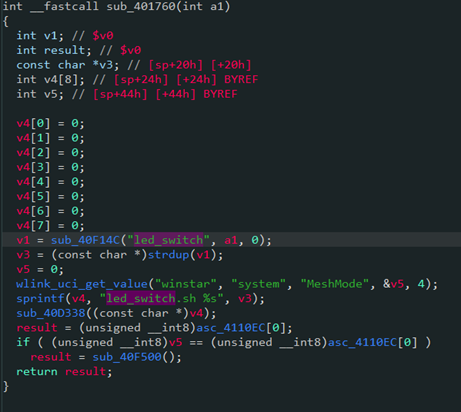 int __fastcall sub_401760(int a1)
{
int v1; // $v0
int result; // $v0
const char *v3; // [sp+20h] [+20h]
int v4[8]; // [sp+24h] [+24h] BYREF
int v5; // [sp+44h] [+44h] BYREF
v4[0] = 0;
v4[1] = 0;
v4[2] = 0;
v4[3] = 0;
v4[4] = 0;
v4[5] = 0;
v4[6] = 0;
v4[7] = 0;
v1 = sub_40F14C("led_switch", a1, 0);
v3 = (const char *)strdup(v1);
v5 = 0;
wlink_uci_get_value("winstar", "system", "MeshMode", &v5, 4);
sprintf(v4, "led_switch.sh %s", v3);
sub_40D338((const char *)v4);
result = (unsigned __int8)asc_4110EC[0];
if ( (unsigned __int8)v5 == (unsigned __int8)asc_4110EC[0] )
result = sub_40F500();
return result;
}